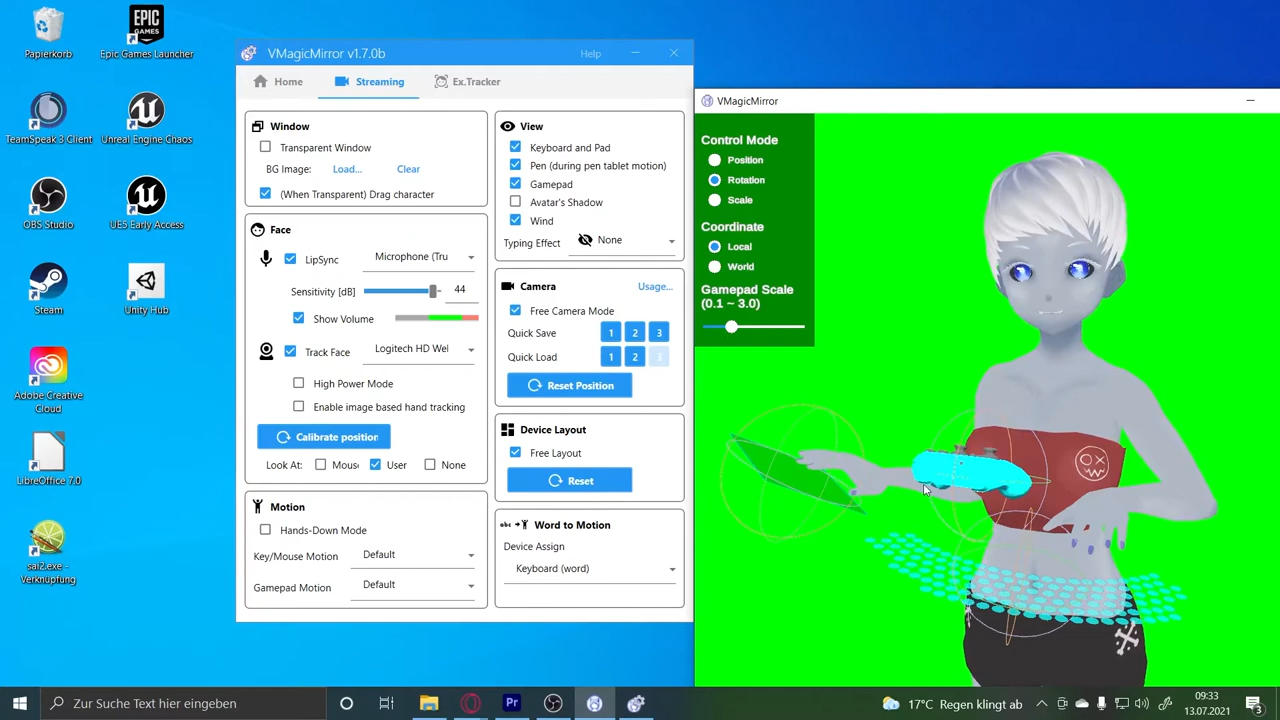 Papierkorb
Epic Games Launcher
TeamSpeak 3 Client
Unreal Engine Chaos
OBS Studio
UE5 Early Access
Steam
Unity Hub
Adobe Creative
Cloud
LibreOffice 7.0
sai2.exe -
Verknüpfung
EPIC
GAMES
VMagicMirror v1.7.0b
Help
Home
Streaming
Ex.Tracker
Window
Transparent Window
BG Image:
Load...
Clear
(When Transparent) Drag character
Face
LipSync
Microphone (Tru
Sensitivity [dB]
44
Show Volume
Track Face
Logitech HD Wel
High Power Mode
Enable image based hand tracking
Calibrate position
Look At:
Mouse
User
None
Motion
Hands-Down Mode
Key/Mouse Motion
Default
Gamepad Motion
Default
View
Keyboard and Pad
Pen (during pen tablet motion)
Gamepad
Avatar's Shadow
Wind
Typing Effect
None
Camera
Usage...
Free Camera Mode
Quick Save
1 2 3
Quick Load
1 2 3
Reset Position
Device Layout
Free Layout
Reset
abc
Word to Motion
Device Assign
Keyboard (word)
VMagicMirror
Control Mode
Position
Rotation
Scale
Coordinate
Local
World
Gamepad Scale
(0.1 ~ 3.0)
Zur Suche Text hier eingeben
Pr
17°C Regen klingt ab
09:33
13.07.2021
3